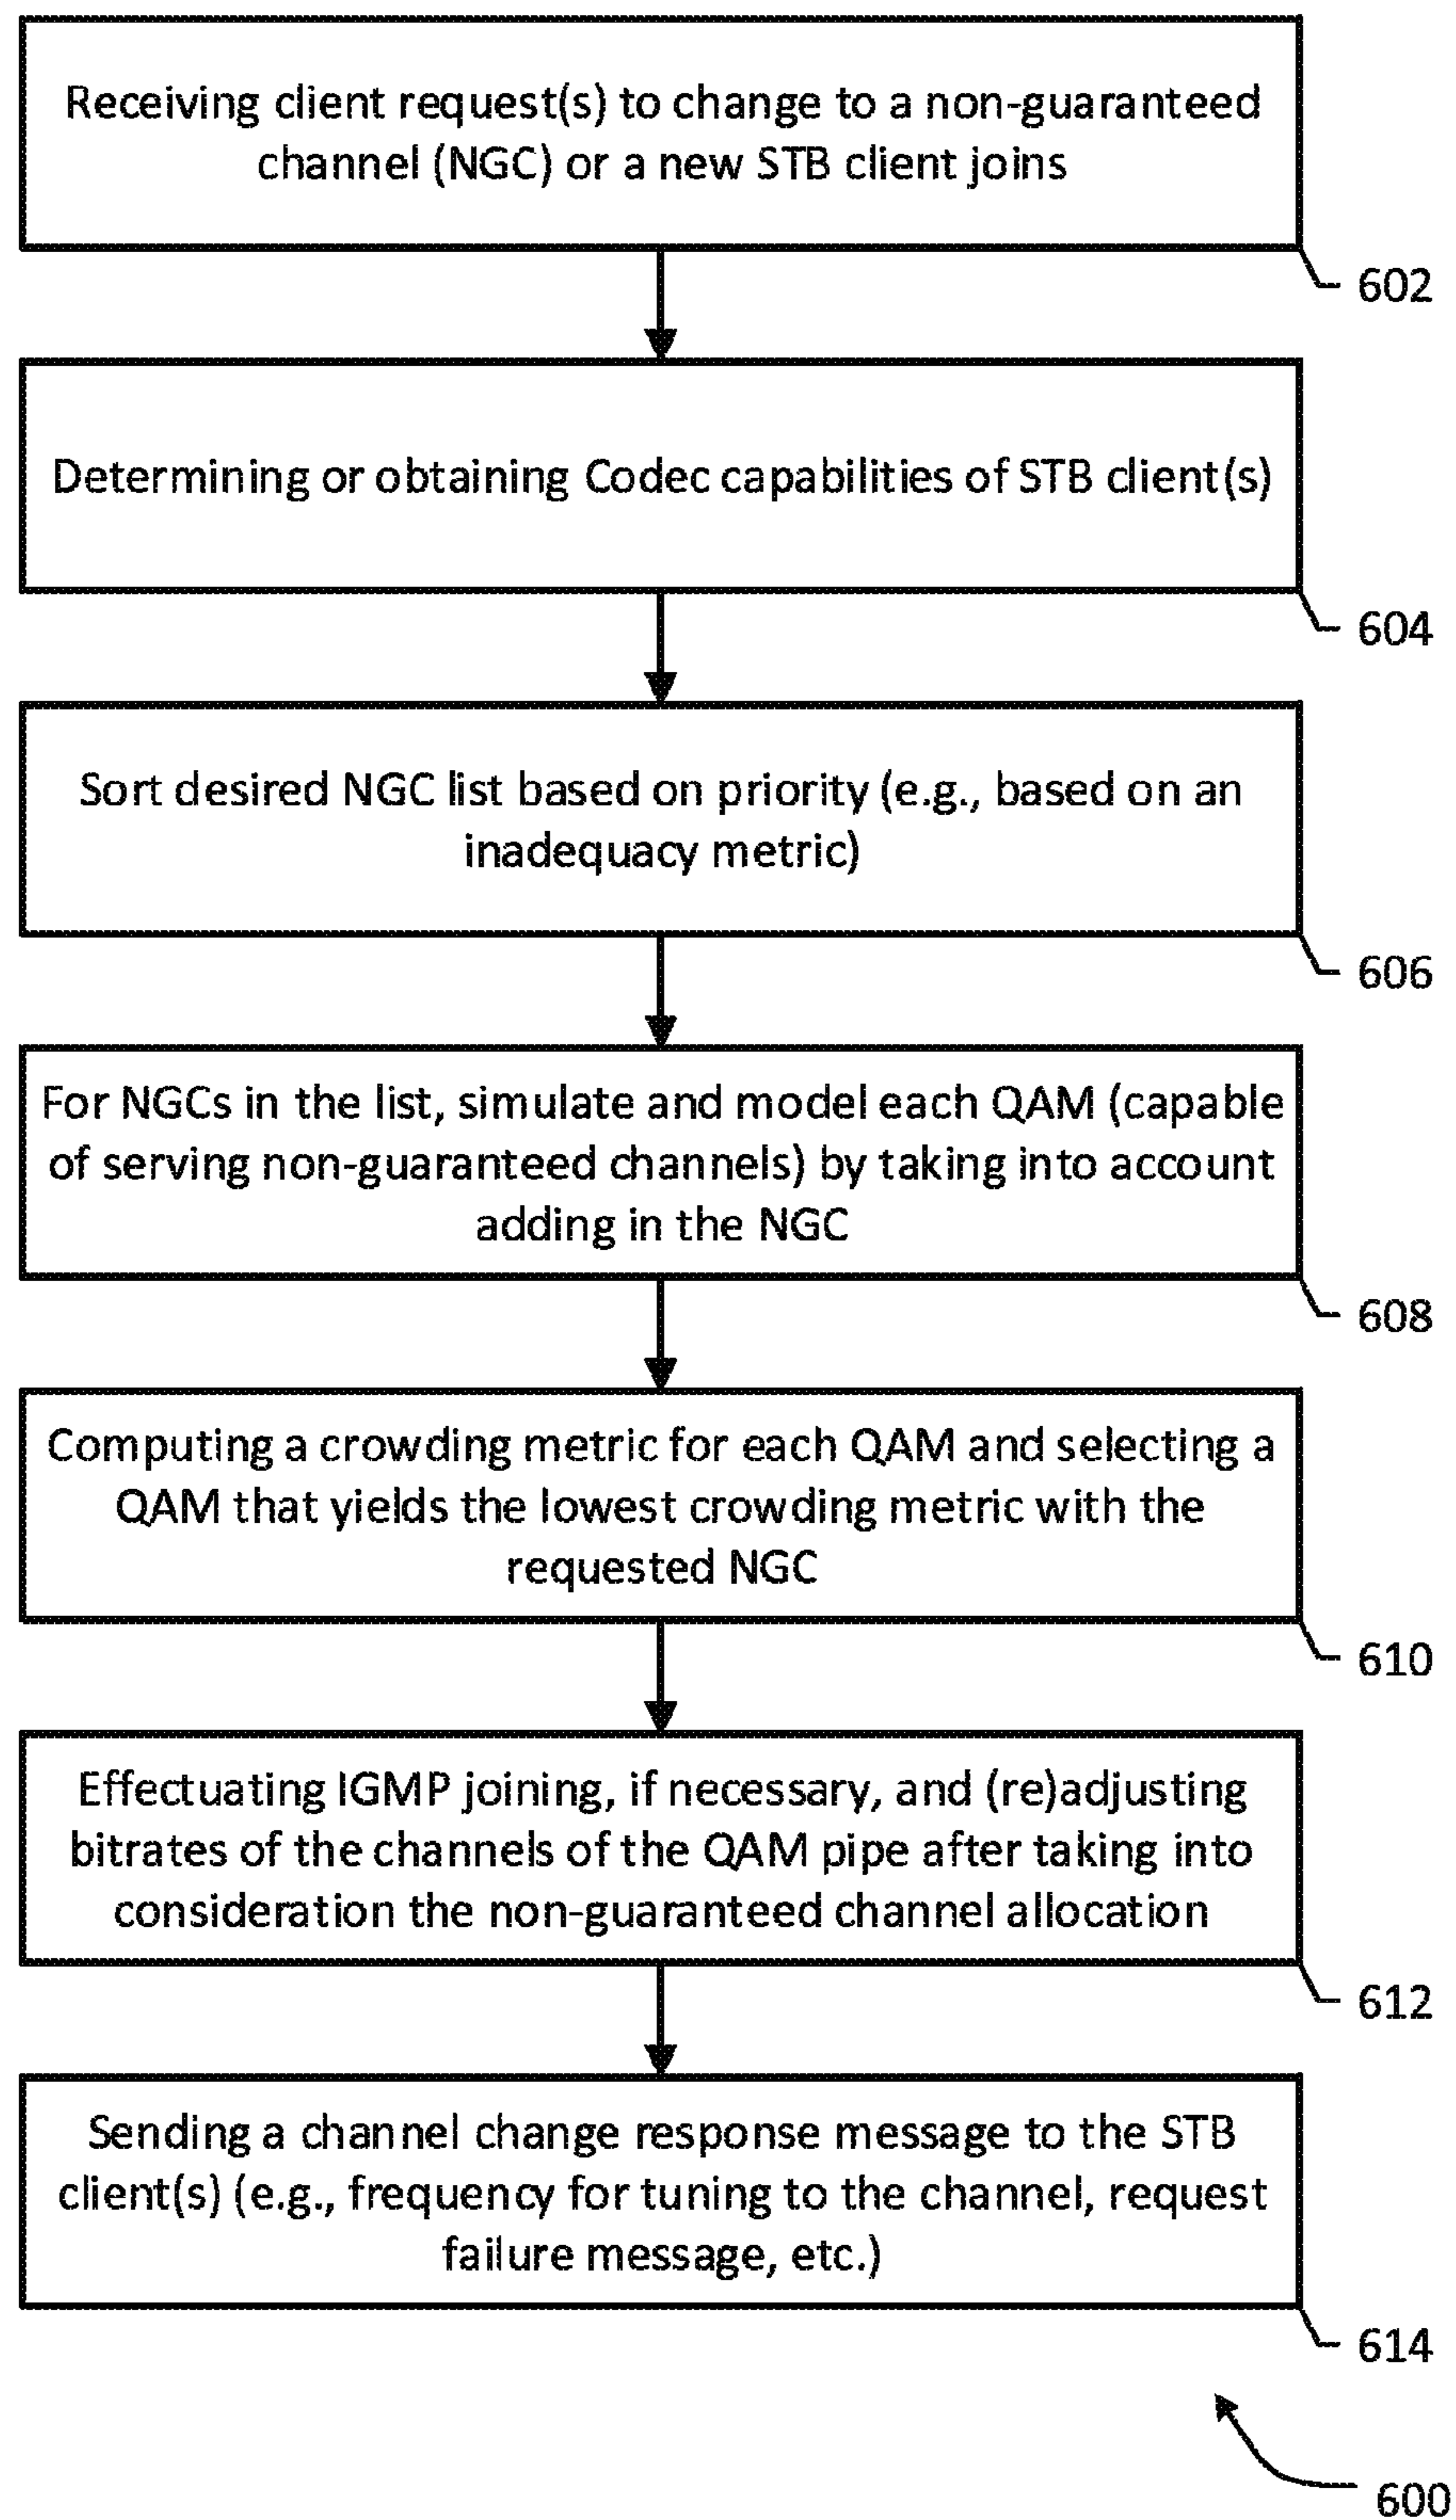 Receiving client request(s) to change to a non-guaranteed
channel (NGC) or a new STB client joins
602
Determining or obtaining Codec capabilities of STB client(s)
604
Sort desired NGC list based on priority (e.g., based on an
inadequacy metric)
606
For NGCs in the list, simulate and model each QAM (capable
of serving non-guaranteed channels) by taking into account
adding in the NGC
608
Computing a crowding metric for each QAM and selecting a
QAM that yields the lowest crowding metric with the
requested NGC
610
Effectuating IGMP joining, if necessary, and (re)adjusting
bitrates of the channels of the QAM pipe after taking into
consideration the non-guaranteed channel allocation
612
Sending a channel change response message to the STB
client(s) (e.g., frequency for tuning to the channel, request
failure message, etc.)
614
600